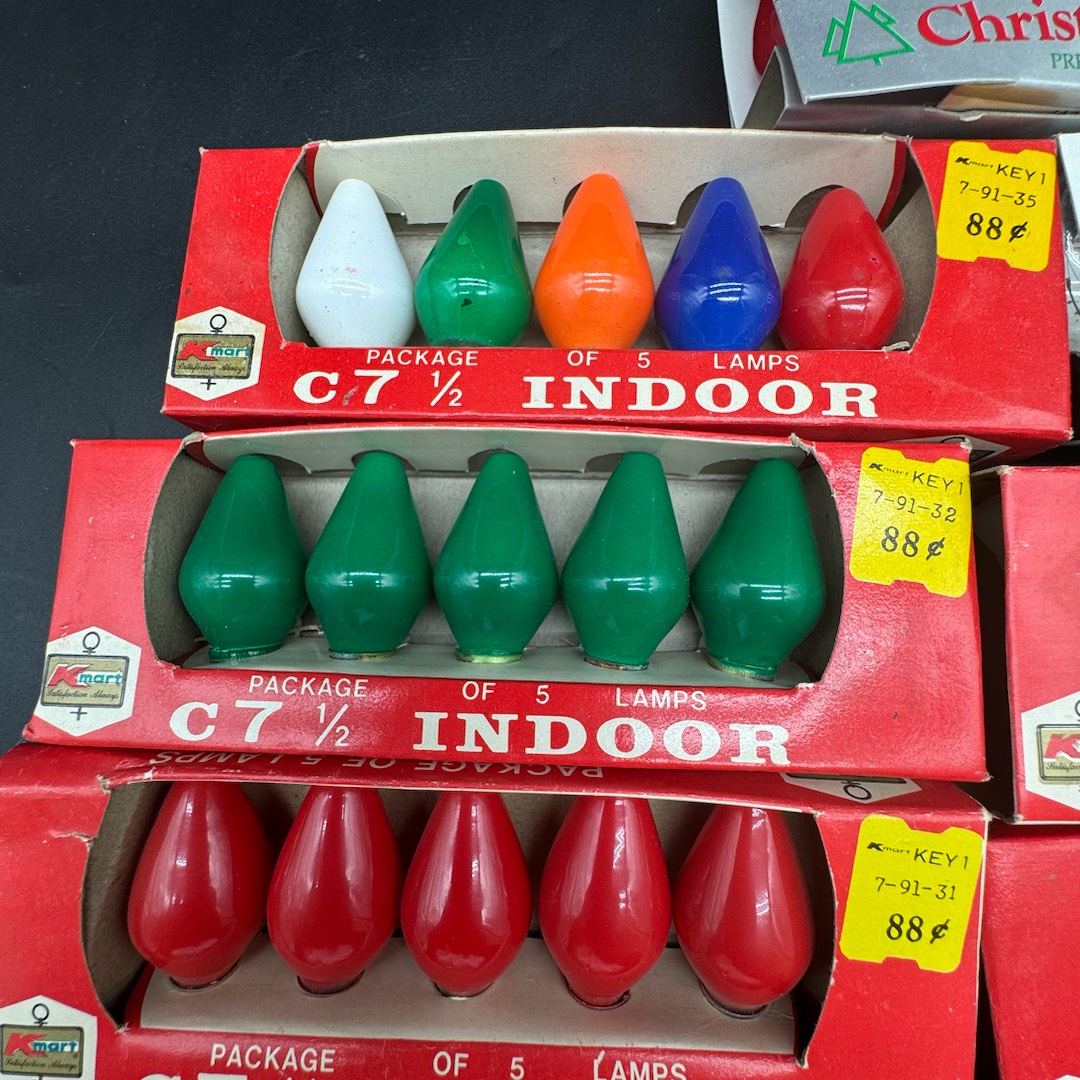 Christ
PRE
Kmart KEY 1
7-91-35
88¢
Kmart
Satisfaction Always
PACKAGE OF 5 LAMPS
C7 ½ INDOOR
Kmart KEY 1
7-91-32
88¢
Kmart
Satisfaction Always
PACKAGE OF 5 LAMPS
C7 ½ INDOOR
PACKAGE OF 5 LAMPS
Kmart KEY 1
7-91-31
88¢
Kmart
Satisfaction Always
PACKAGE OF 5 LAMPS